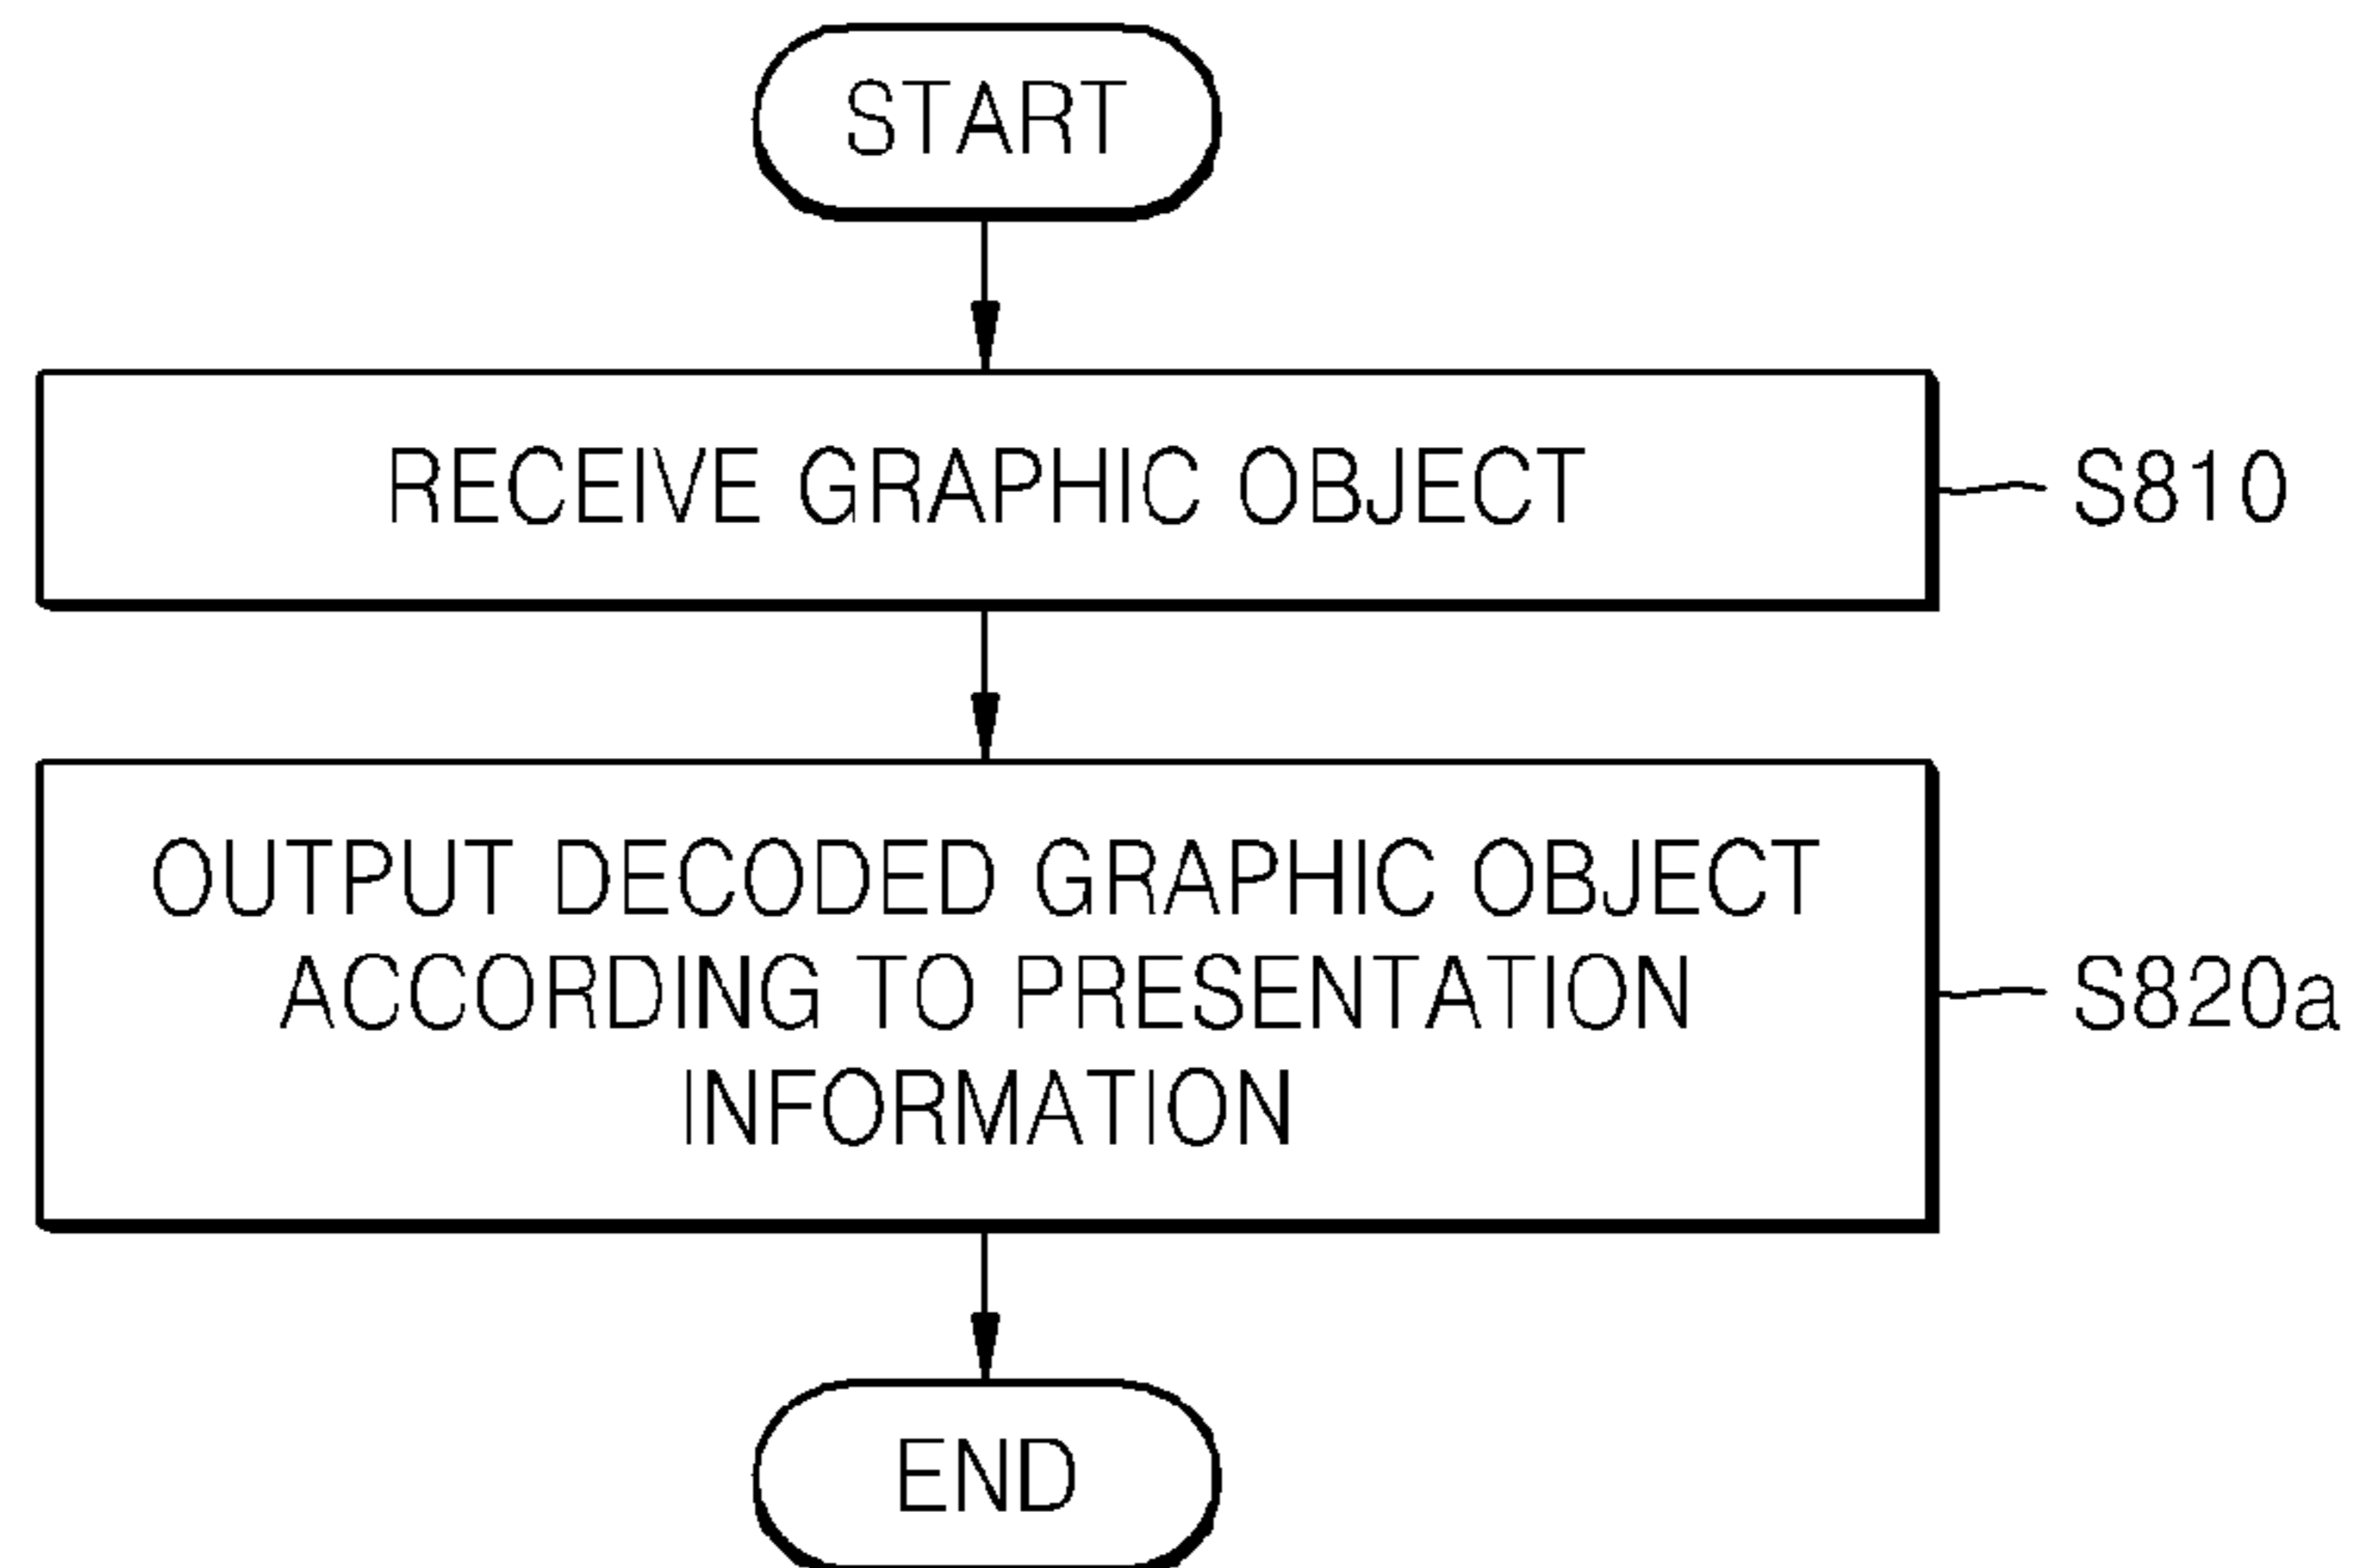 START
RECEIVE GRAPHIC OBJECT
S810
OUTPUT DECODED GRAPHIC OBJECT
ACCORDING TO PRESENTATION
INFORMATION
S820a
END